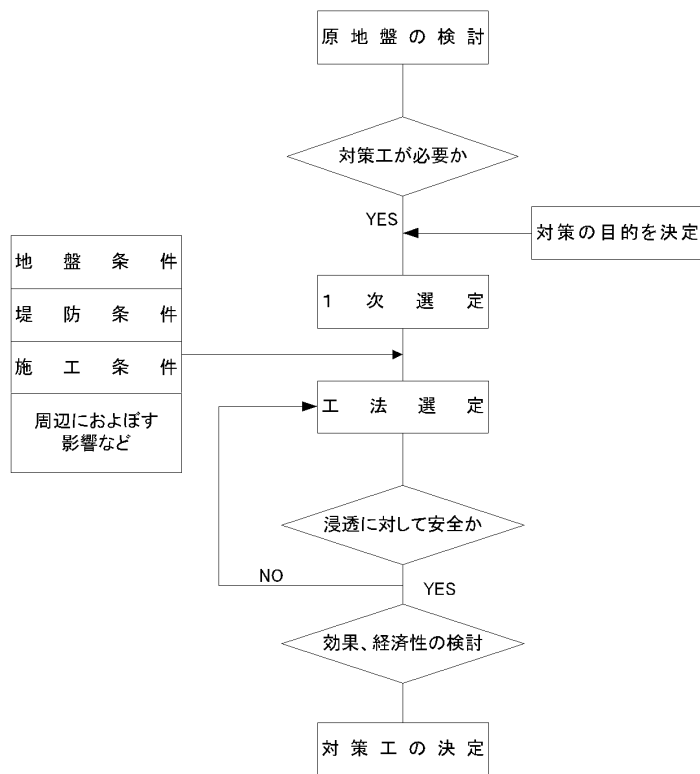 原地盤の検討
対策工が必要か
YES
対策の目的を決定
地盤条件
堤防条件
施工条件
周辺におよぼす
影響など
1次選定
工法選定
浸透に対して安全か
NO
YES
効果、経済性の検討
対策工の決定